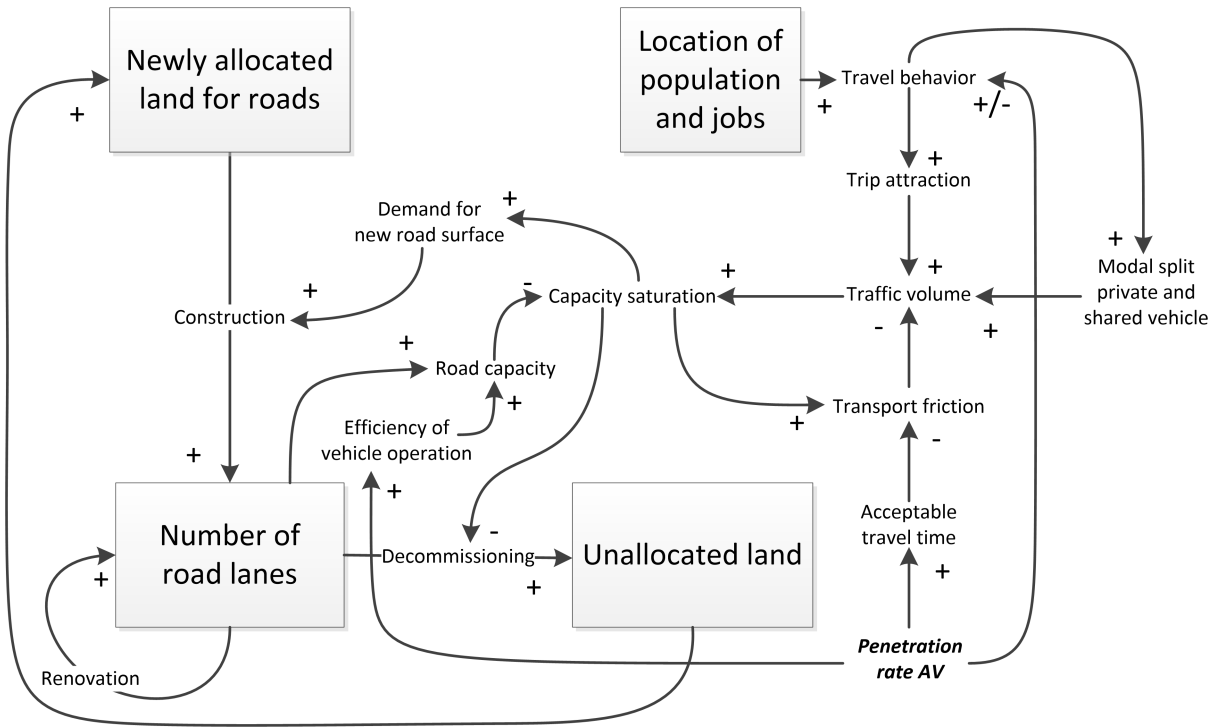 Newly allocated
land for roads
+
Location of
population
and jobs
+
Travel behavior
+/-
+
Trip attraction
Demand for
new road surface
+
+
Modal split
private and
shared vehicle
+
Traffic volume
-
+
+
Capacity saturation
-
Construction
+
+
Road capacity
+
Efficiency of
vehicle operation
+
Transport friction
+
-
+
Number of
road lanes
+
Decommissioning
-
+
Unallocated land
Acceptable
travel time
+
Renovation
Penetration
rate AV